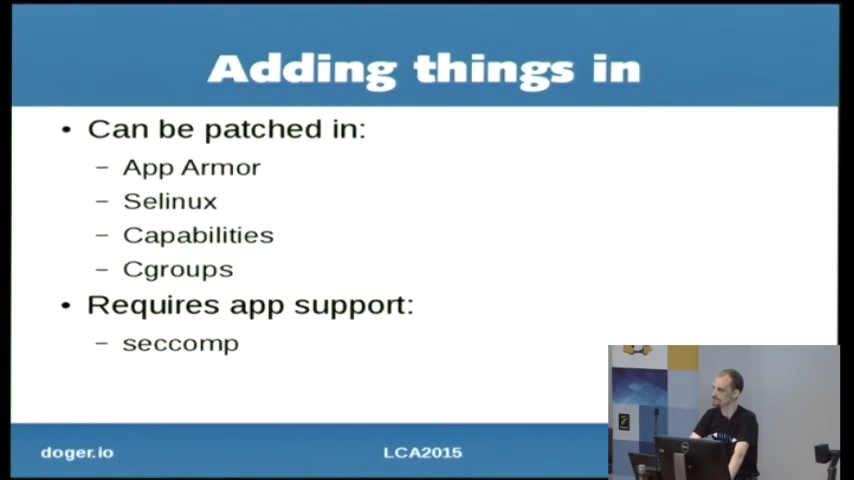 Adding things in
• Can be patched in:
– App Armor
– Selinux
– Capabilities
– Cgroups
• Requires app support:
– seccomp
doger.io
LCA2015